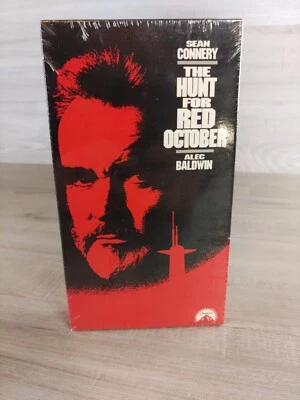 SEAN
CONNERY
THE
HUNT
FOR
RED
OCTOBER
ALEC
BALDWIN